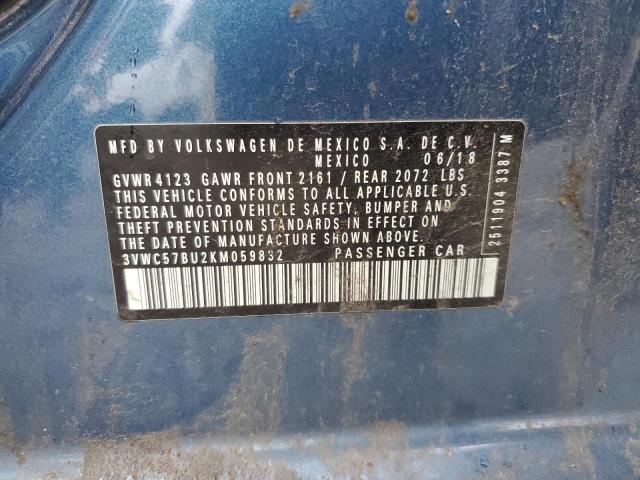 MFD BY VOLKSWAGEN DE MEXICO S.A. DE C.V.
MEXICO 06/18
GVWR 4123 GAWR FRONT 2161 / REAR 2072 LBS
THIS VEHICLE CONFORMS TO ALL APPLICABLE U.S.
FEDERAL MOTOR VEHICLE SAFETY, BUMPER AND
THEFT PREVENTION STANDARDS IN EFFECT ON
THE DATE OF MANUFACTURE SHOWN ABOVE.
3VWC57BU2KM059832 PASSENGER CAR
2511904 3387 M